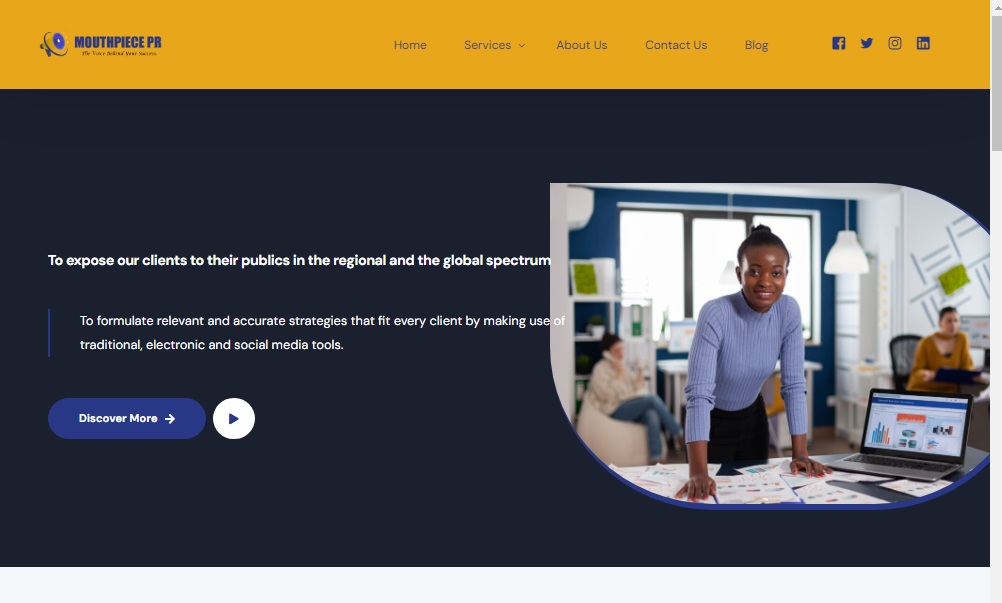 MOUTHPIECE PR
The Voice Behind Your Success
Home
Services
About Us
Contact Us
Blog
To expose our clients to their publics in the regional and the global spectrum
To formulate relevant and accurate strategies that fit every client by making use of
traditional, electronic and social media tools.
Discover More